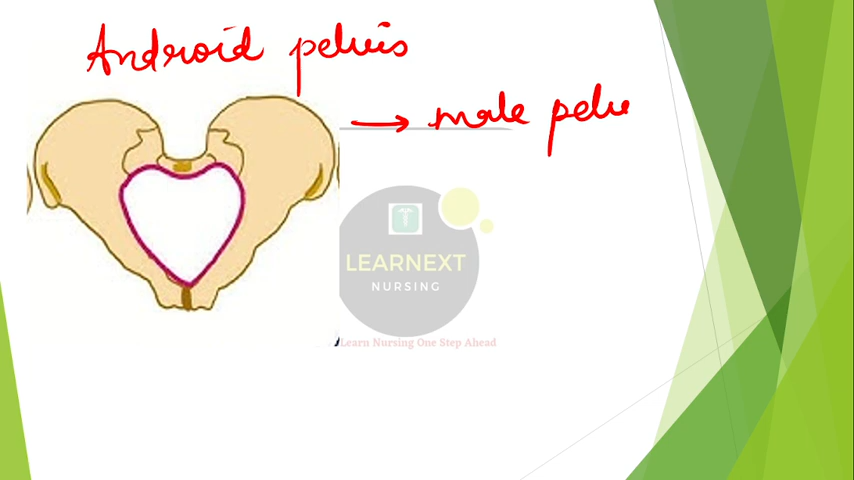 Android pelvis
→ male pelv
LEARNEXT
NURSING
Learn Nursing One Step Ahead